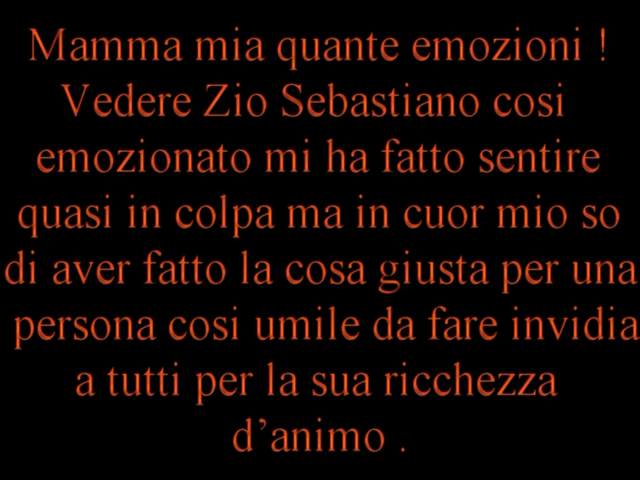 Mamma mia quante emozioni !
Vedere Zio Sebastiano cosi
emozionato mi ha fatto sentire
quasi in colpa ma in cuor mio so
di aver fatto la cosa giusta per una
persona cosi umile da fare invidia
a tutti per la sua ricchezza
d’animo .